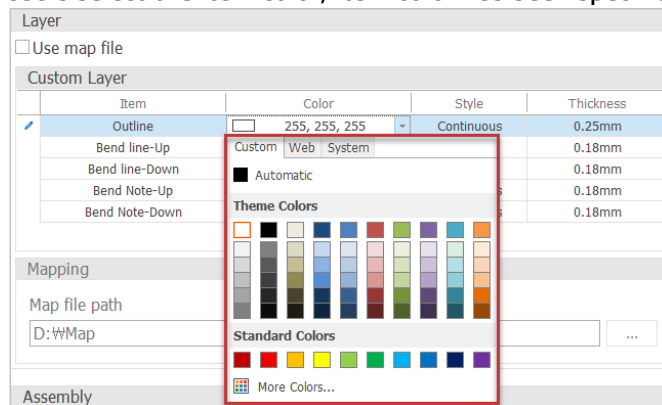 Layer
Use map file
Custom Layer
Item Color Style Thickness
Outline 255, 255, 255 Continuous 0.25mm
Bend line-Up 0.18mm
Bend line-Down 0.18mm
Bend Note-Up 0.18mm
Bend Note-Down 0.18mm
Custom Web System
Automatic
Theme Colors
Standard Colors
More Colors...
Mapping
Map file path
D:₩Map ...
Assembly